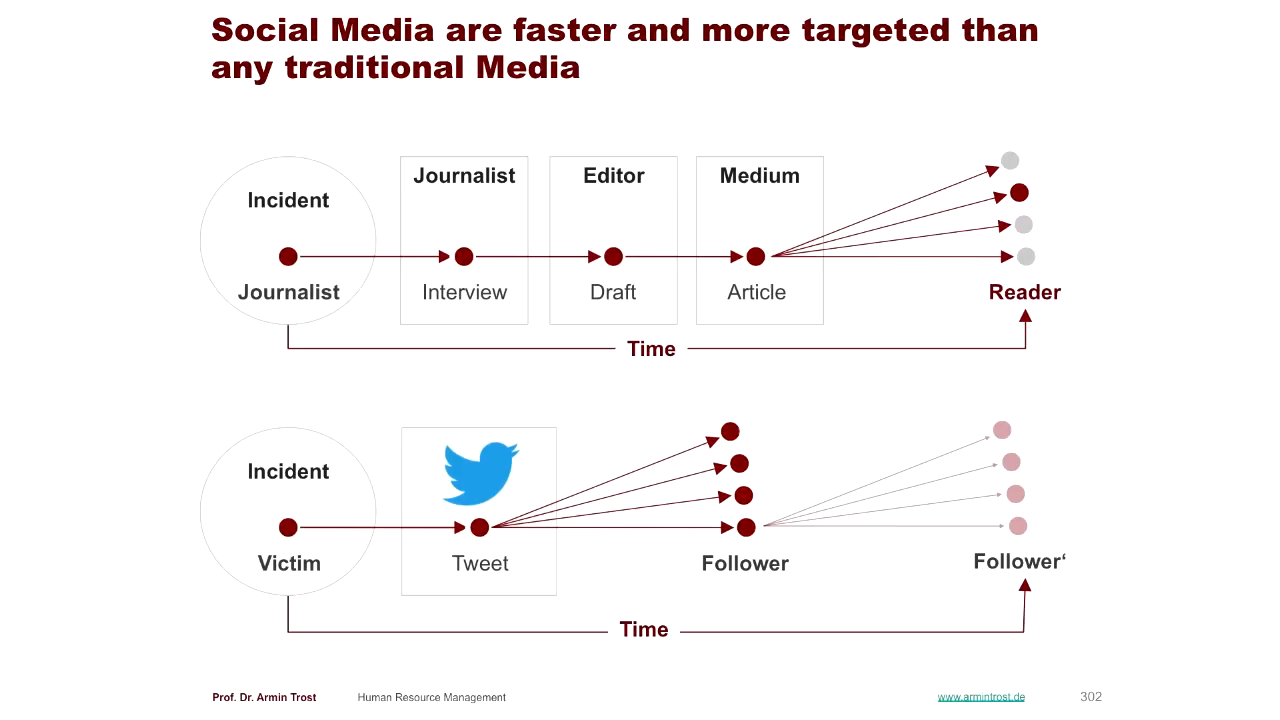 Social Media are faster and more targeted than
any traditional Media
Incident
Journalist
Journalist
Interview
Editor
Draft
Medium
Article
Reader
Time
Incident
Victim
Tweet
Follower
Follower‘
Time
Prof. Dr. Armin Trost
Human Resource Management
www.armintrost.de
302